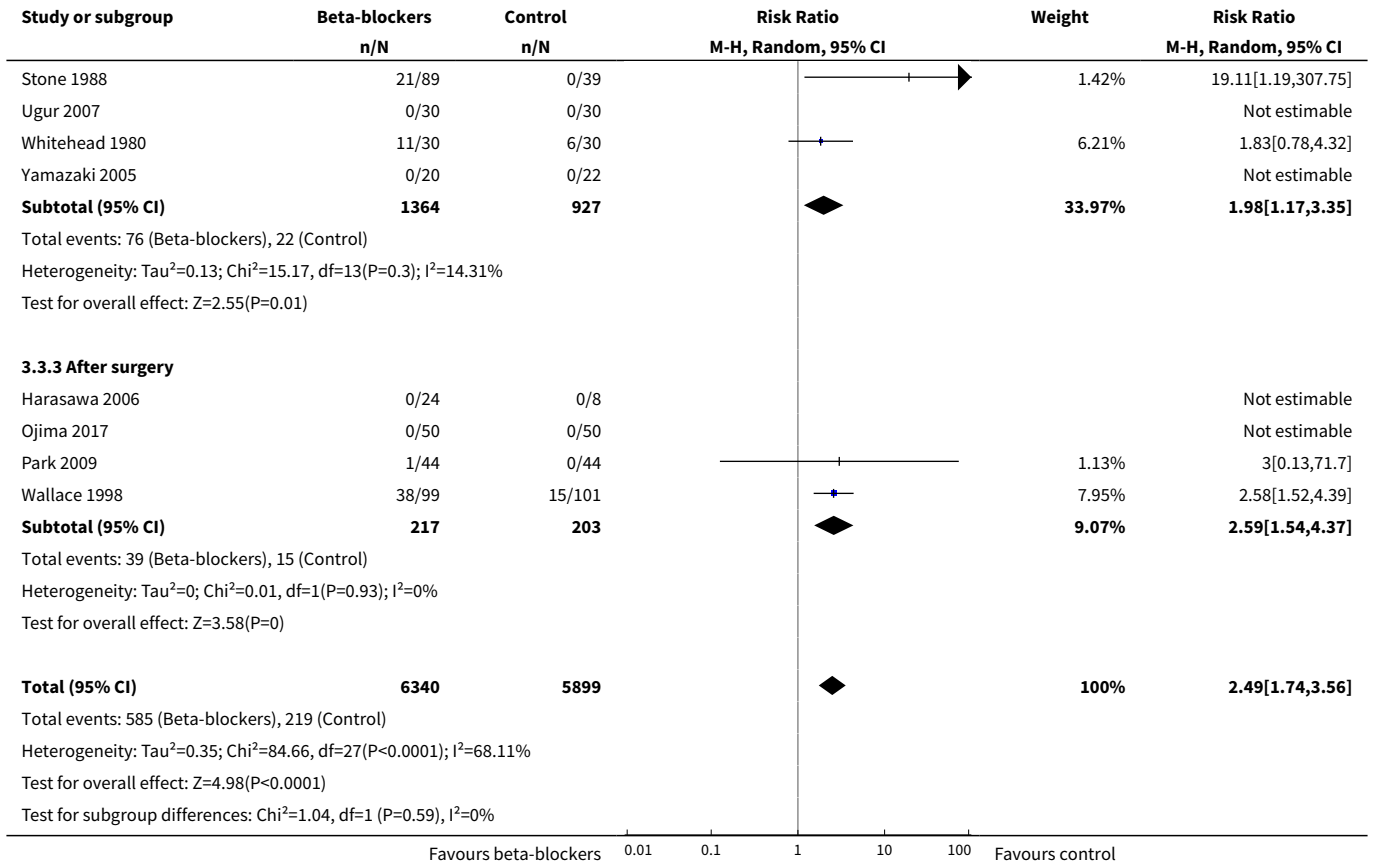 Study or subgroup Beta-blockers Control Risk Ratio Weight Risk Ratio
n/N n/N M-H, Random, 95% CI M-H, Random, 95% CI
Stone 1988 21/89 0/39 1.42% 19.11[1.19,307.75]
Ugur 2007 0/30 0/30 Not estimable
Whitehead 1980 11/30 6/30 6.21% 1.83[0.78,4.32]
Yamazaki 2005 0/20 0/22 Not estimable
Subtotal (95% CI) 1364 927 33.97% 1.98[1.17,3.35]
Total events: 76 (Beta-blockers), 22 (Control)
Heterogeneity: Tau²=0.13; Chi²=15.17, df=13(P=0.3); I²=14.31%
Test for overall effect: Z=2.55(P=0.01)
3.3.3 After surgery
Harasawa 2006 0/24 0/8 Not estimable
Ojima 2017 0/50 0/50 Not estimable
Park 2009 1/44 0/44 1.13% 3[0.13,71.7]
Wallace 1998 38/99 15/101 7.95% 2.58[1.52,4.39]
Subtotal (95% CI) 217 203 9.07% 2.59[1.54,4.37]
Total events: 39 (Beta-blockers), 15 (Control)
Heterogeneity: Tau²=0; Chi²=0.01, df=1(P=0.93); I²=0%
Test for overall effect: Z=3.58(P=0)
Total (95% CI) 6340 5899 100% 2.49[1.74,3.56]
Total events: 585 (Beta-blockers), 219 (Control)
Heterogeneity: Tau²=0.35; Chi²=84.66, df=27(P<0.0001); I²=68.11%
Test for overall effect: Z=4.98(P<0.0001)
Test for subgroup differences: Chi²=1.04, df=1 (P=0.59), I²=0%
Favours beta-blockers 0.01 0.1 1 10 100 Favours control